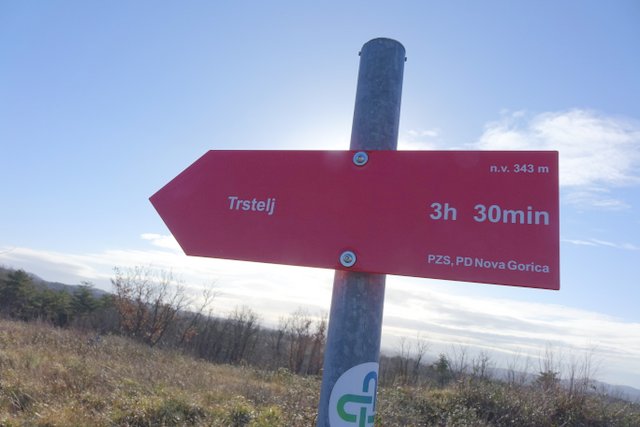 n.v. 343 m
Trstelj 3h 30min
PZS, PD Nova Gorica